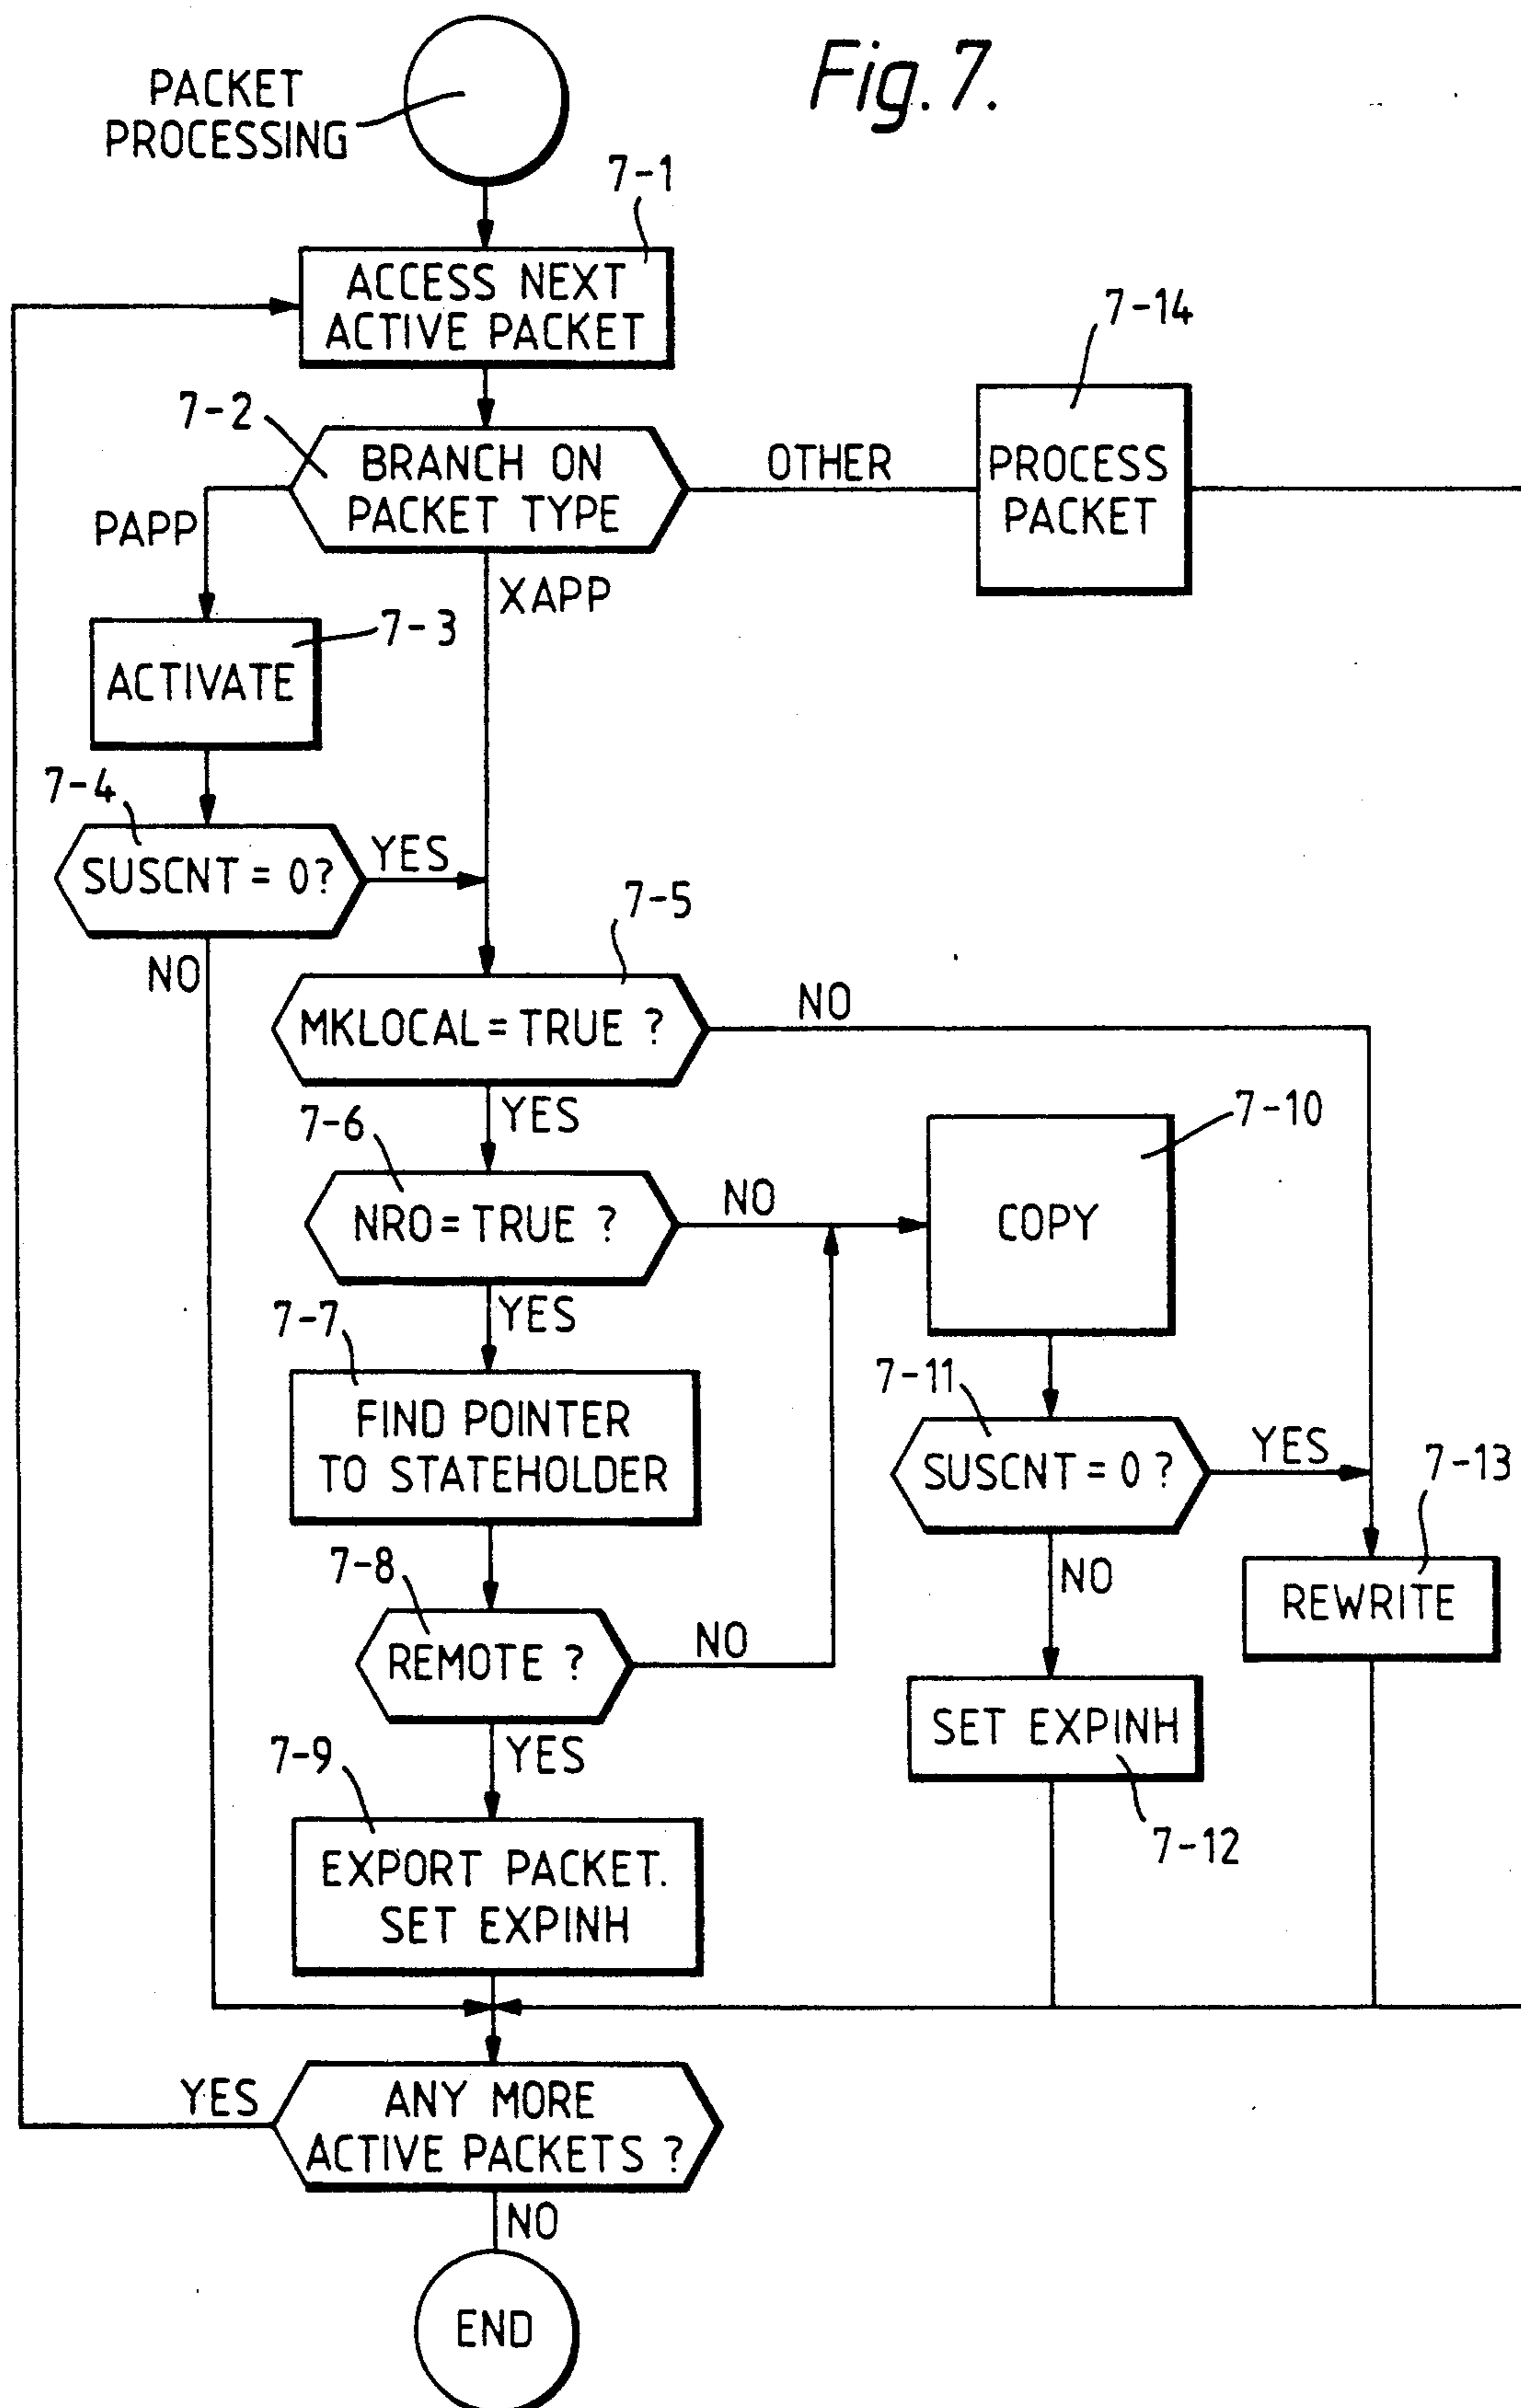 Fig. 7.
PACKET
PROCESSING
7-1
ACCESS NEXT
ACTIVE PACKET
7-14
7-2
BRANCH ON
PACKET TYPE
OTHER
PROCESS
PACKET
PAPP
XAPP
7-3
ACTIVATE
7-4
SUSCNT = 0?
YES
NO
7-5
MKLOCAL = TRUE ?
NO
YES
7-6
NRO = TRUE ?
NO
7-10
COPY
YES
7-7
FIND POINTER
TO STATEHOLDER
7-11
SUSCNT = 0 ?
YES
7-13
REWRITE
NO
7-8
REMOTE ?
NO
YES
SET EXPINH
7-12
7-9
EXPORT PACKET.
SET EXPINH
YES
ANY MORE
ACTIVE PACKETS ?
NO
END